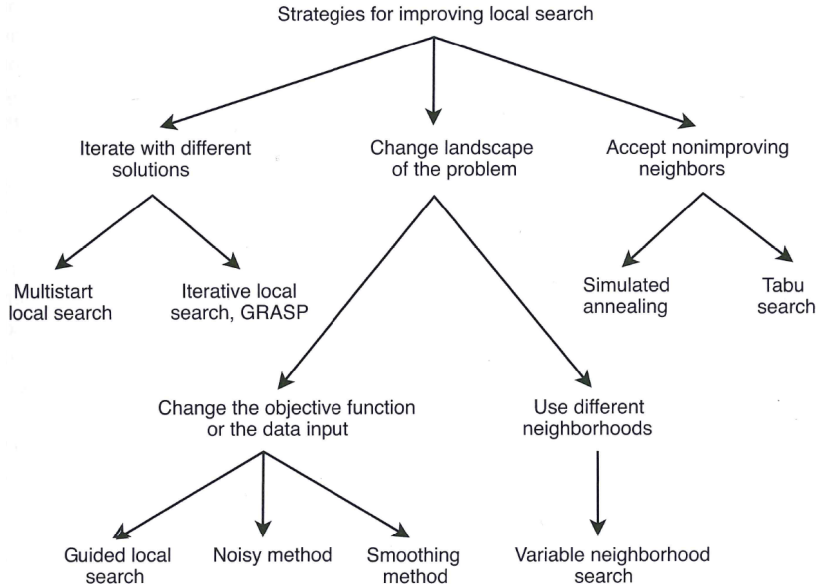 Strategies for improving local search
Iterate with different
solutions
Change landscape
of the problem
Accept nonimproving
neighbors
Multistart
local search
Iterative local
search, GRASP
Simulated
annealing
Tabu
search
Change the objective function
or the data input
Use different
neighborhoods
Guided local
search
Noisy method
Smoothing
method
Variable neighborhood
search